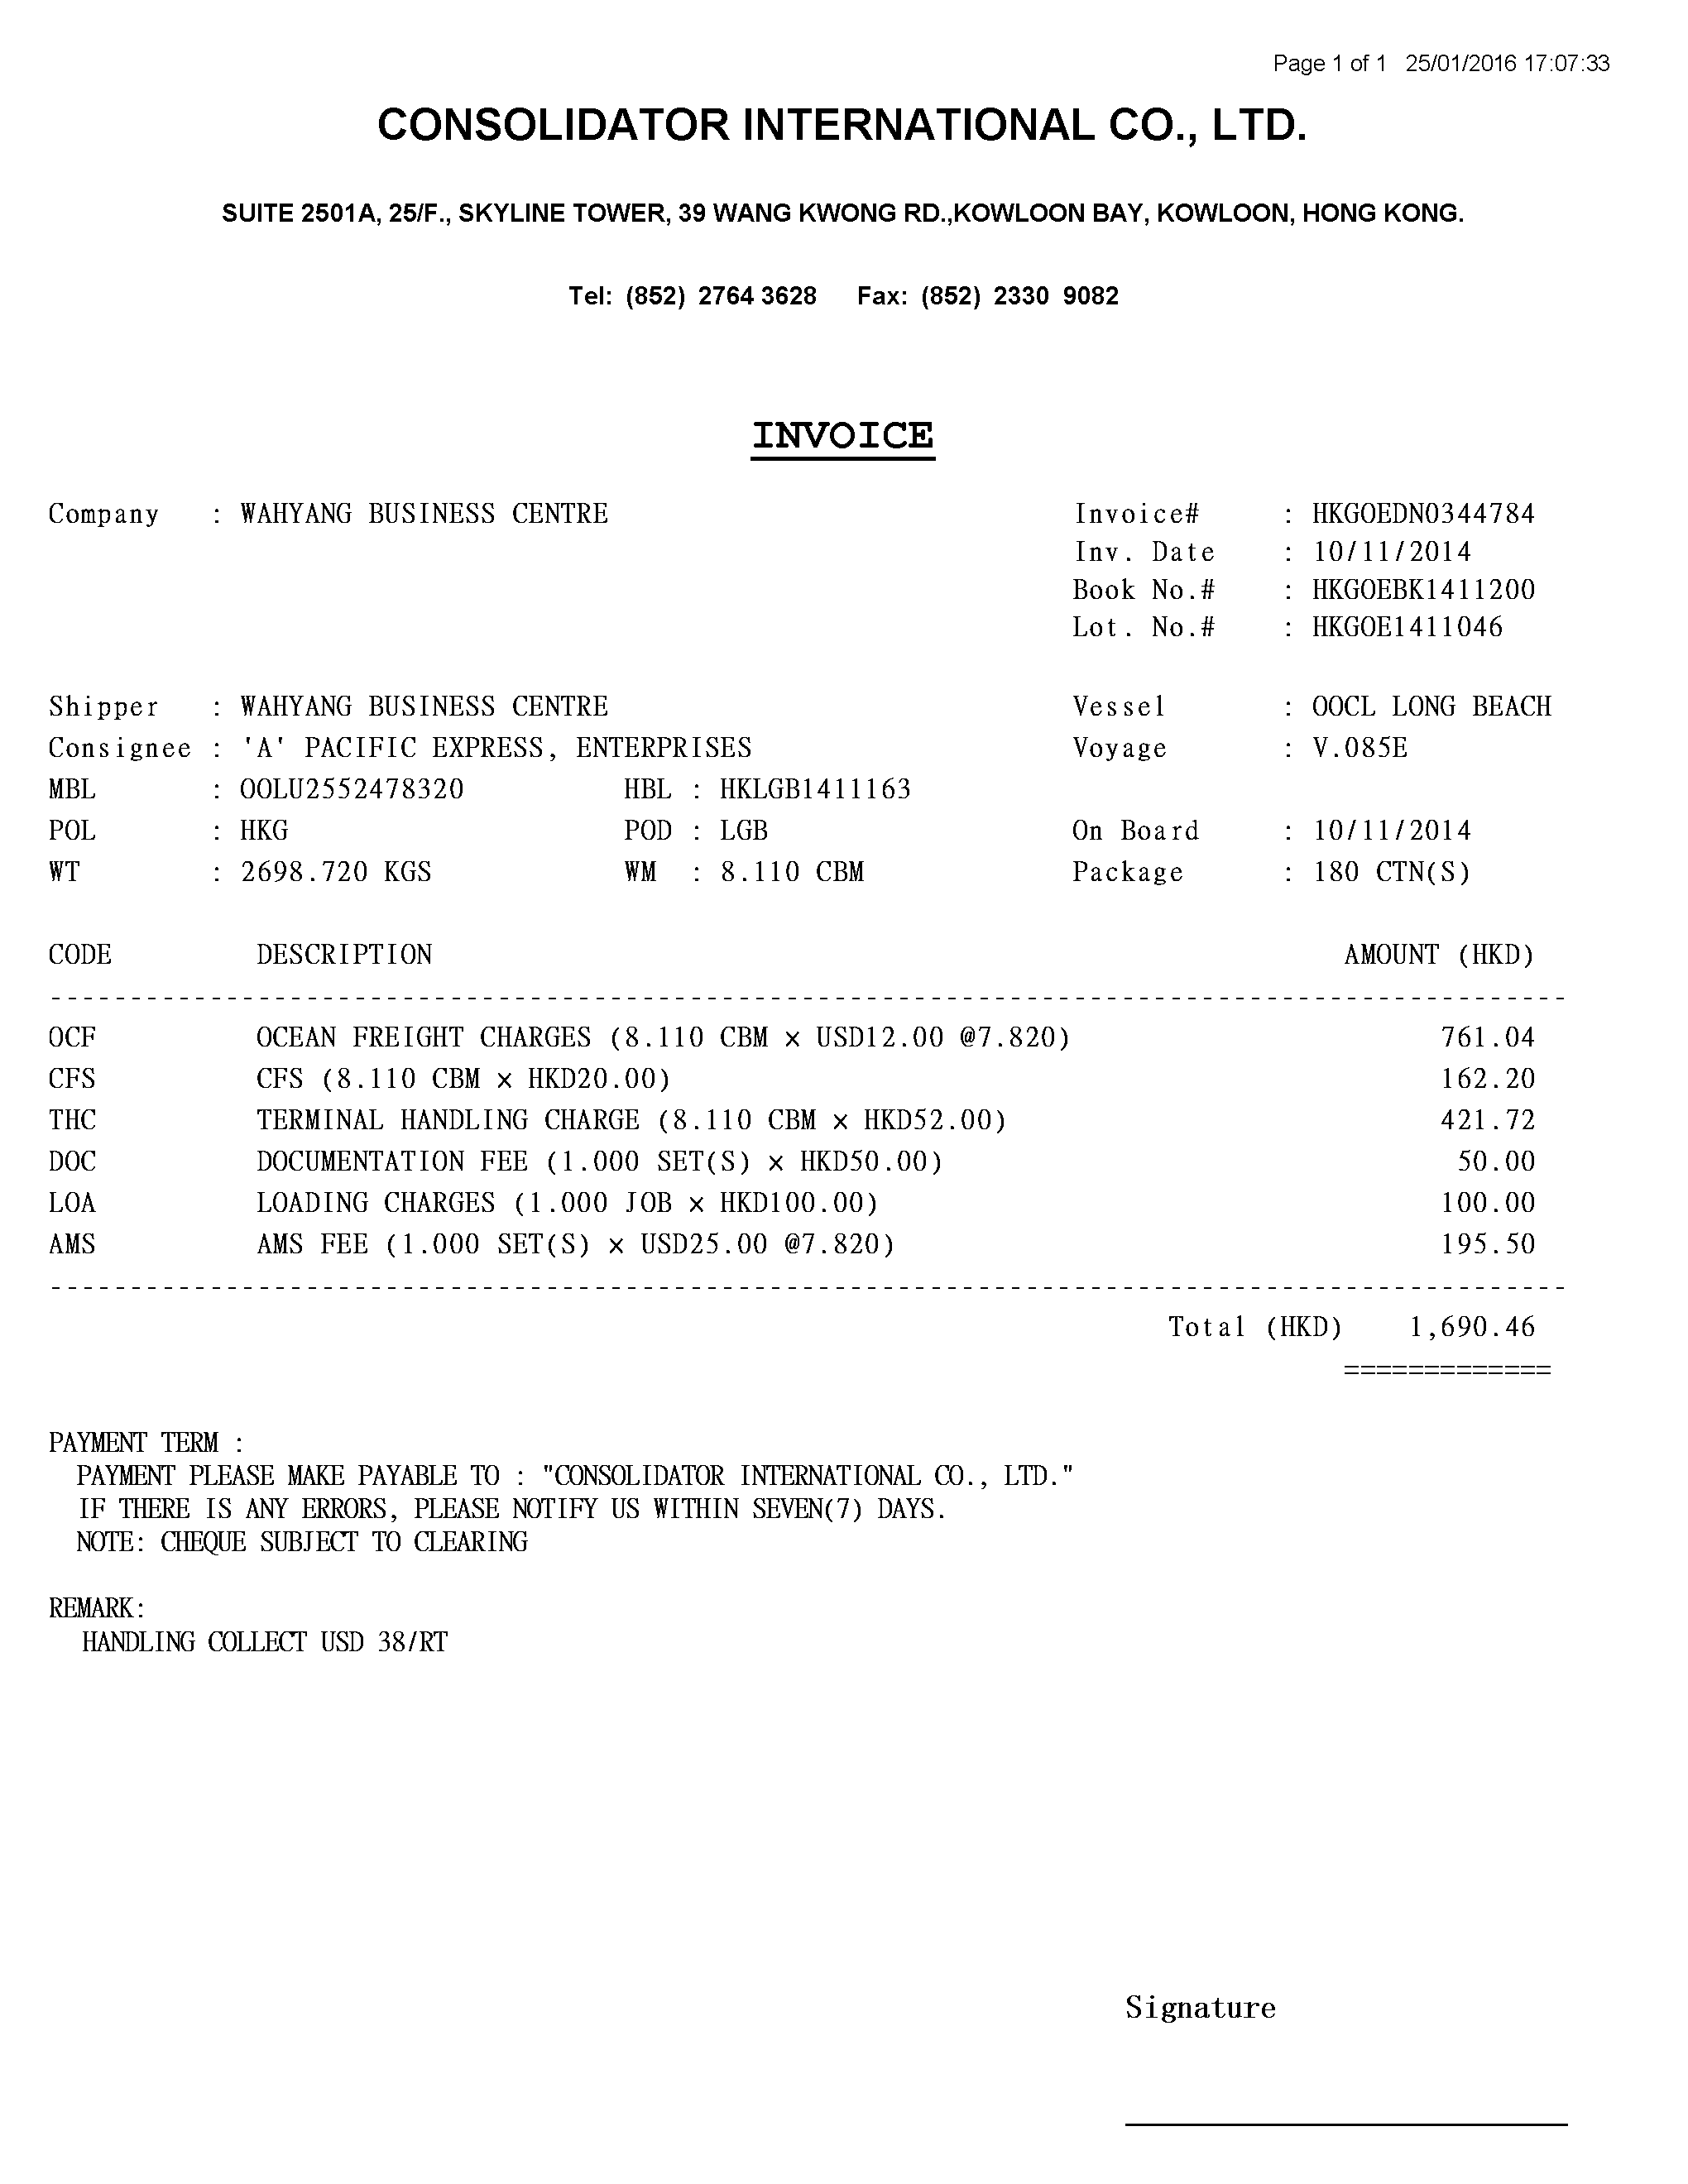 Page 1 of 1 25/01/2016 17:07:33
CONSOLIDATOR INTERNATIONAL CO., LTD.
SUITE 2501A, 25/F., SKYLINE TOWER, 39 WANG KWONG RD.,KOWLOON BAY, KOWLOON, HONG KONG.
Tel: (852) 2764 3628 Fax: (852) 2330 9082
INVOICE
Company : WAHYANG BUSINESS CENTRE Invoice# : HKGOEDN0344784
Inv. Date : 10/11/2014
Book No.# : HKGOEBK1411200
Lot. No.# : HKGOE1411046
Shipper : WAHYANG BUSINESS CENTRE Vessel : OOCL LONG BEACH
Consignee : 'A' PACIFIC EXPRESS, ENTERPRISES Voyage : V.085E
MBL : OOLU2552478320 HBL : HKLGB1411163
POL : HKG POD : LGB On Board : 10/11/2014
WT : 2698.720 KGS WM : 8.110 CBM Package : 180 CTN(S)
CODE DESCRIPTION AMOUNT (HKD)
OCF OCEAN FREIGHT CHARGES (8.110 CBM × USD12.00 @7.820) 761.04
CFS CFS (8.110 CBM × HKD20.00) 162.20
THC TERMINAL HANDLING CHARGE (8.110 CBM × HKD52.00) 421.72
DOC DOCUMENTATION FEE (1.000 SET(S) × HKD50.00) 50.00
LOA LOADING CHARGES (1.000 JOB × HKD100.00) 100.00
AMS AMS FEE (1.000 SET(S) × USD25.00 @7.820) 195.50
Total (HKD) 1,690.46
=============
PAYMENT TERM :
PAYMENT PLEASE MAKE PAYABLE TO : "CONSOLIDATOR INTERNATIONAL CO., LTD."
IF THERE IS ANY ERRORS, PLEASE NOTIFY US WITHIN SEVEN(7) DAYS.
NOTE: CHEQUE SUBJECT TO CLEARING
REMARK:
HANDLING COLLECT USD 38/RT
Signature